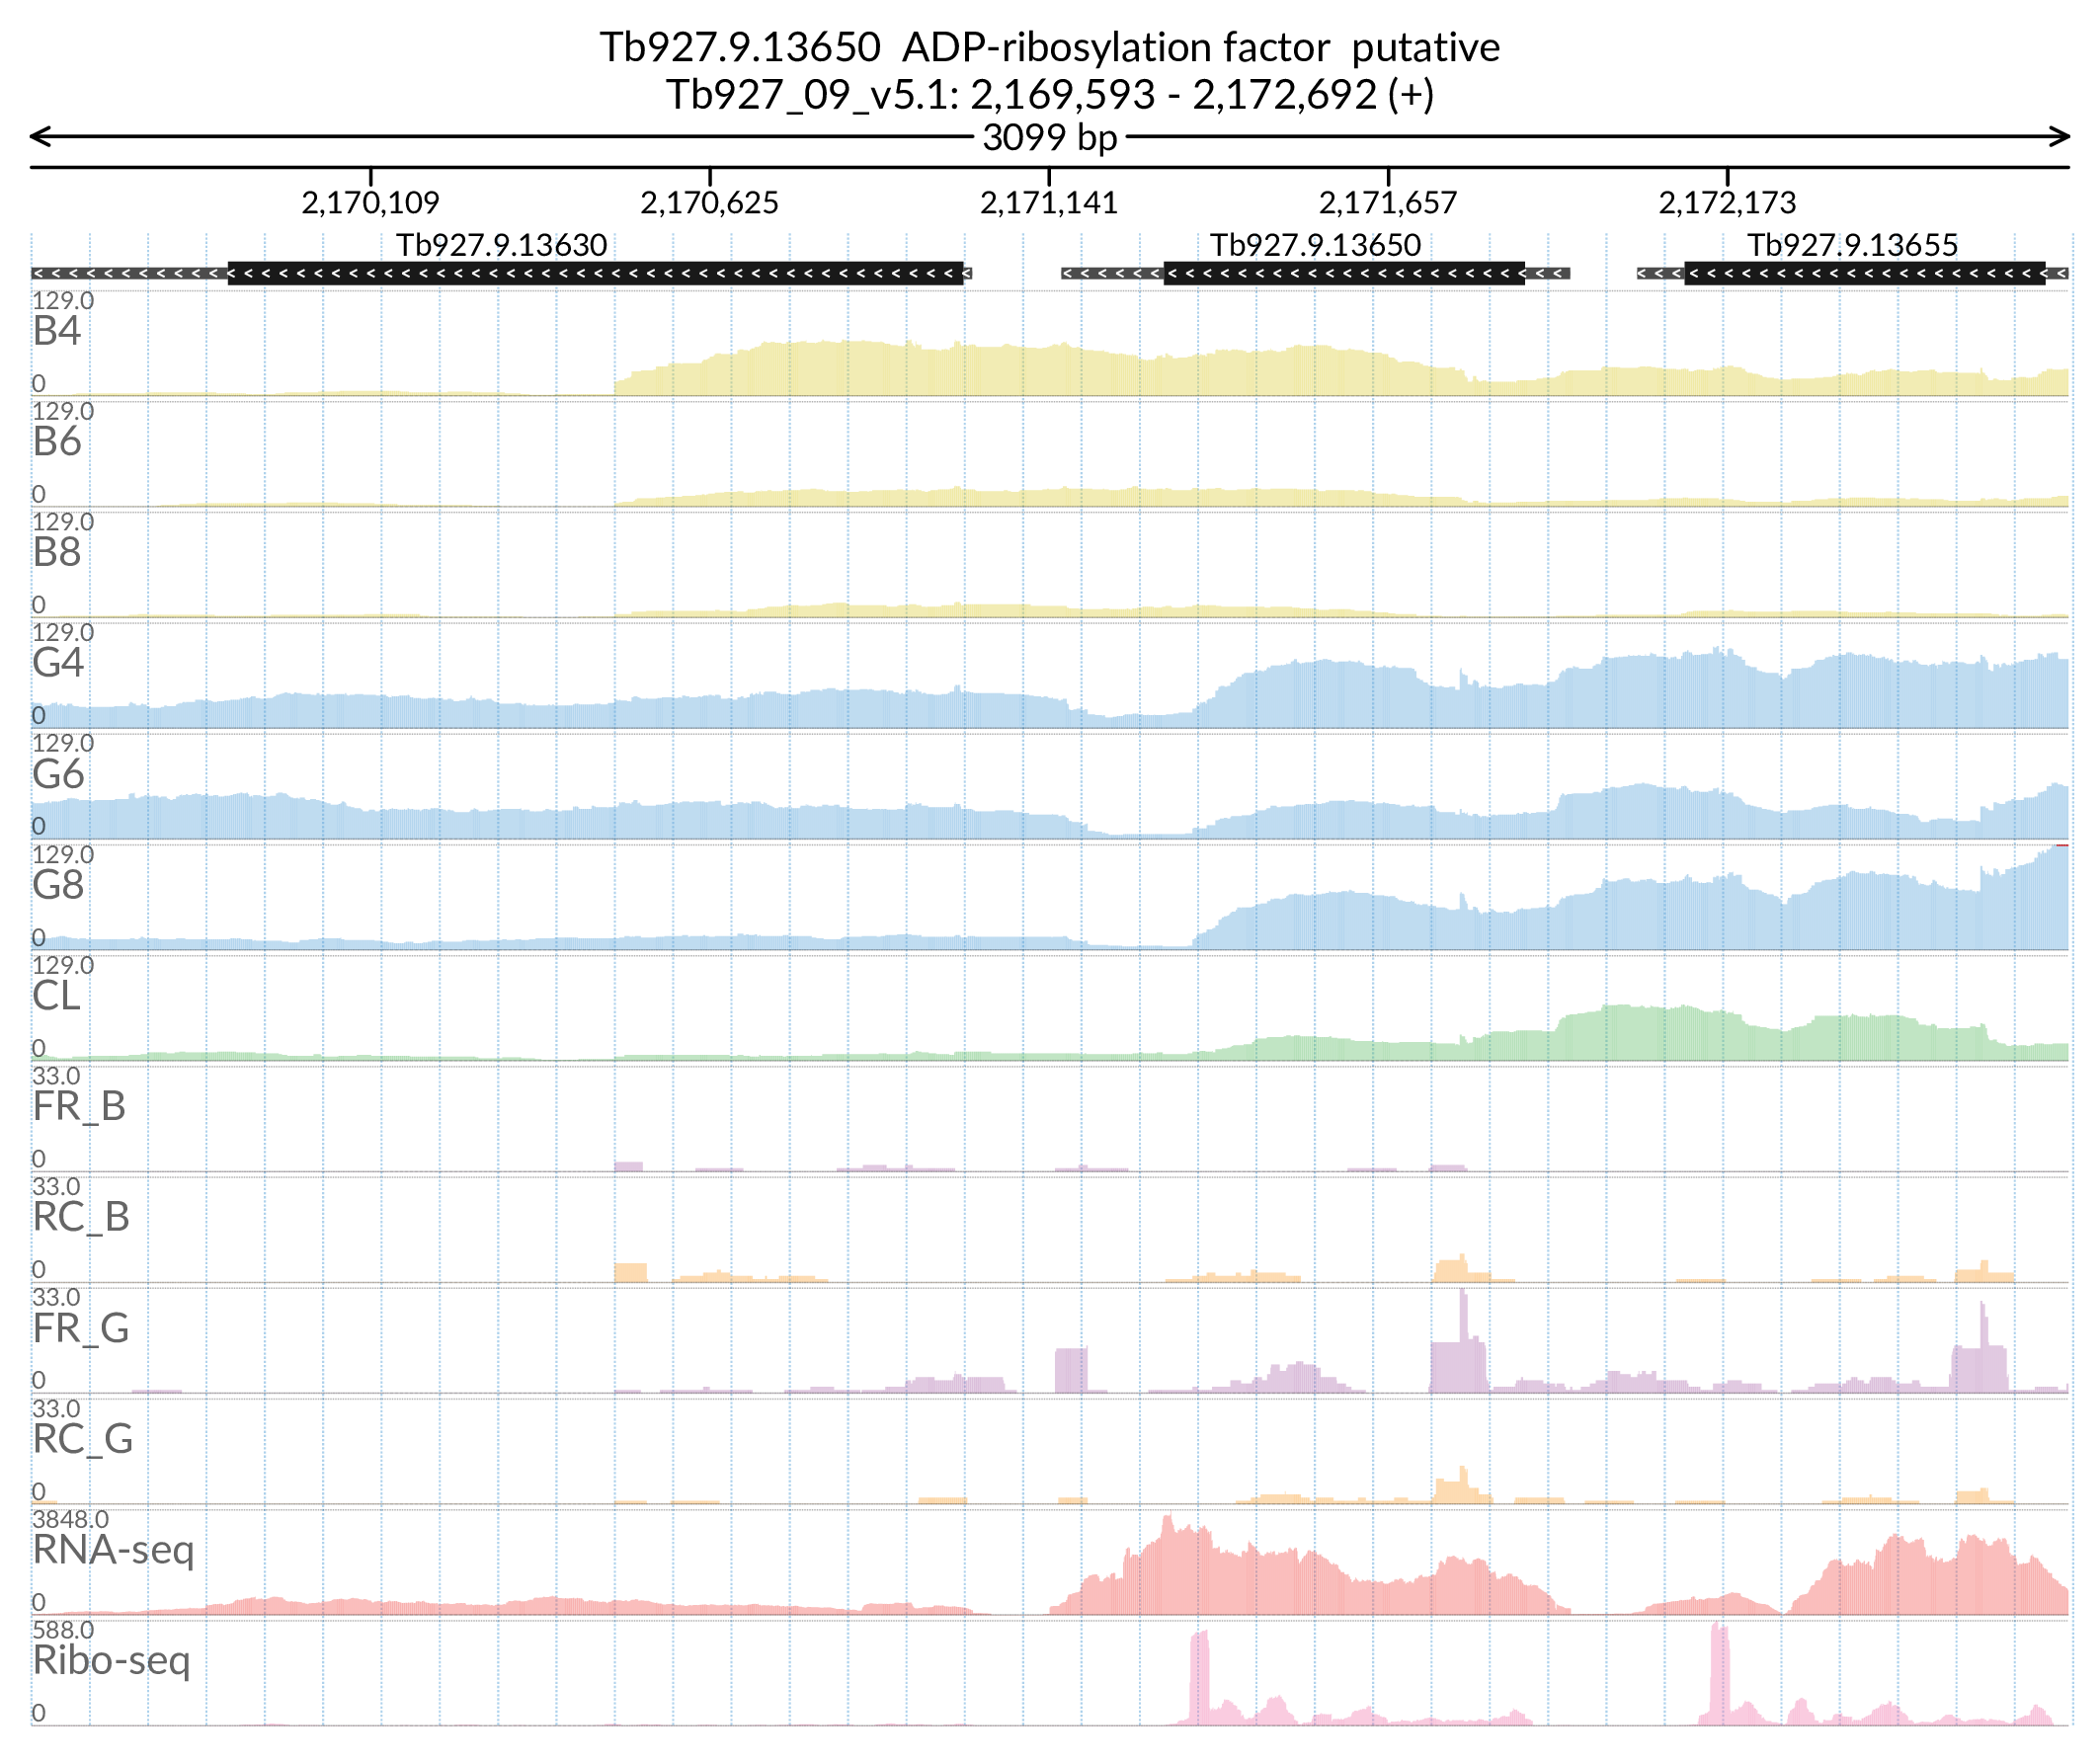 Tb927.9.13650 ADP-ribosylation factor putative
Tb927_09_v5.1: 2,169,593 - 2,172,692 (+)
3099 bp
2,170,109 2,170,625 2,171,141 2,171,657 2,172,173
Tb927.9.13630 Tb927.9.13650 Tb927.9.13655
129.0
B4
0
129.0
B6
0
129.0
B8
0
129.0
G4
0
129.0
G6
0
129.0
G8
0
129.0
CL
0
33.0
FR_B
0
33.0
RC_B
0
33.0
FR_G
0
33.0
RC_G
0
3848.0
RNA-seq
0
588.0
Ribo-seq
0